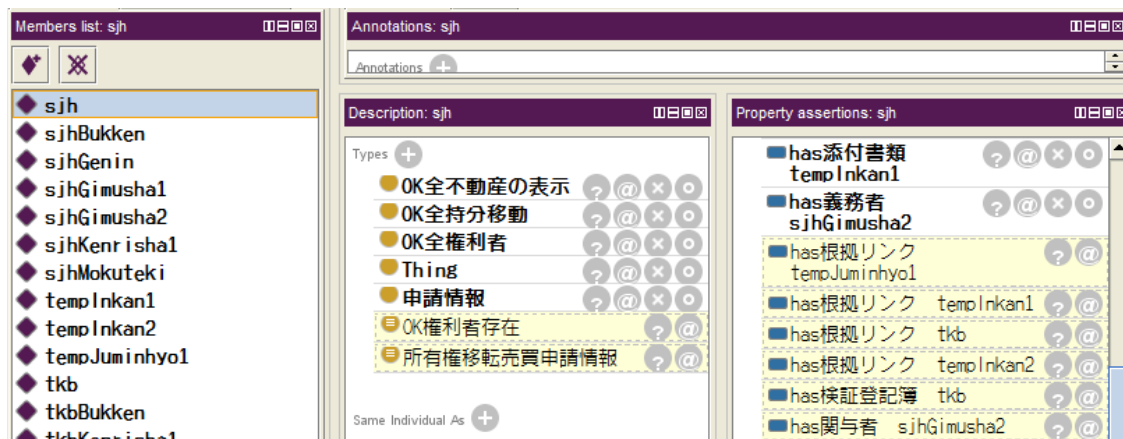 Members list: sjh
sjh
sjhBukken
sjhGenin
sjhGimusha1
sjhGimusha2
sjhKenrisha1
sjhMokuteki
tempInkan1
tempInkan2
tempJuminhyo1
tkb
tkbBukken
Annotations: sjh
Annotations
Description: sjh
Types
OK全不動産の表示
OK全持分移動
OK全権利者
Thing
申請情報
OK権利者存在
所有権移転売買申請情報
Same Individual As
Property assertions: sjh
has添付書類
tempInkan1
has義務者
sjhGimusha2
has根拠リンク
tempJuminhyo1
has根拠リンク tempInkan1
has根拠リンク tkb
has根拠リンク tempInkan2
has検証登記簿 tkb
has関与者 sjhGimusha2